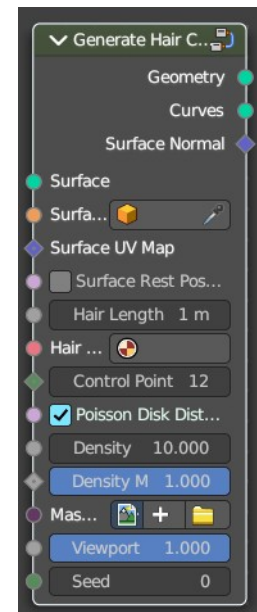 Generate Hair C...
Geometry
Curves
Surface Normal
Surface
Surfa...
Surface UV Map
Surface Rest Pos...
Hair Length 1 m
Hair ...
Control Point 12
Poisson Disk Dist...
Density 10.000
Density M 1.000
Mas...
Viewport 1.000
Seed 0